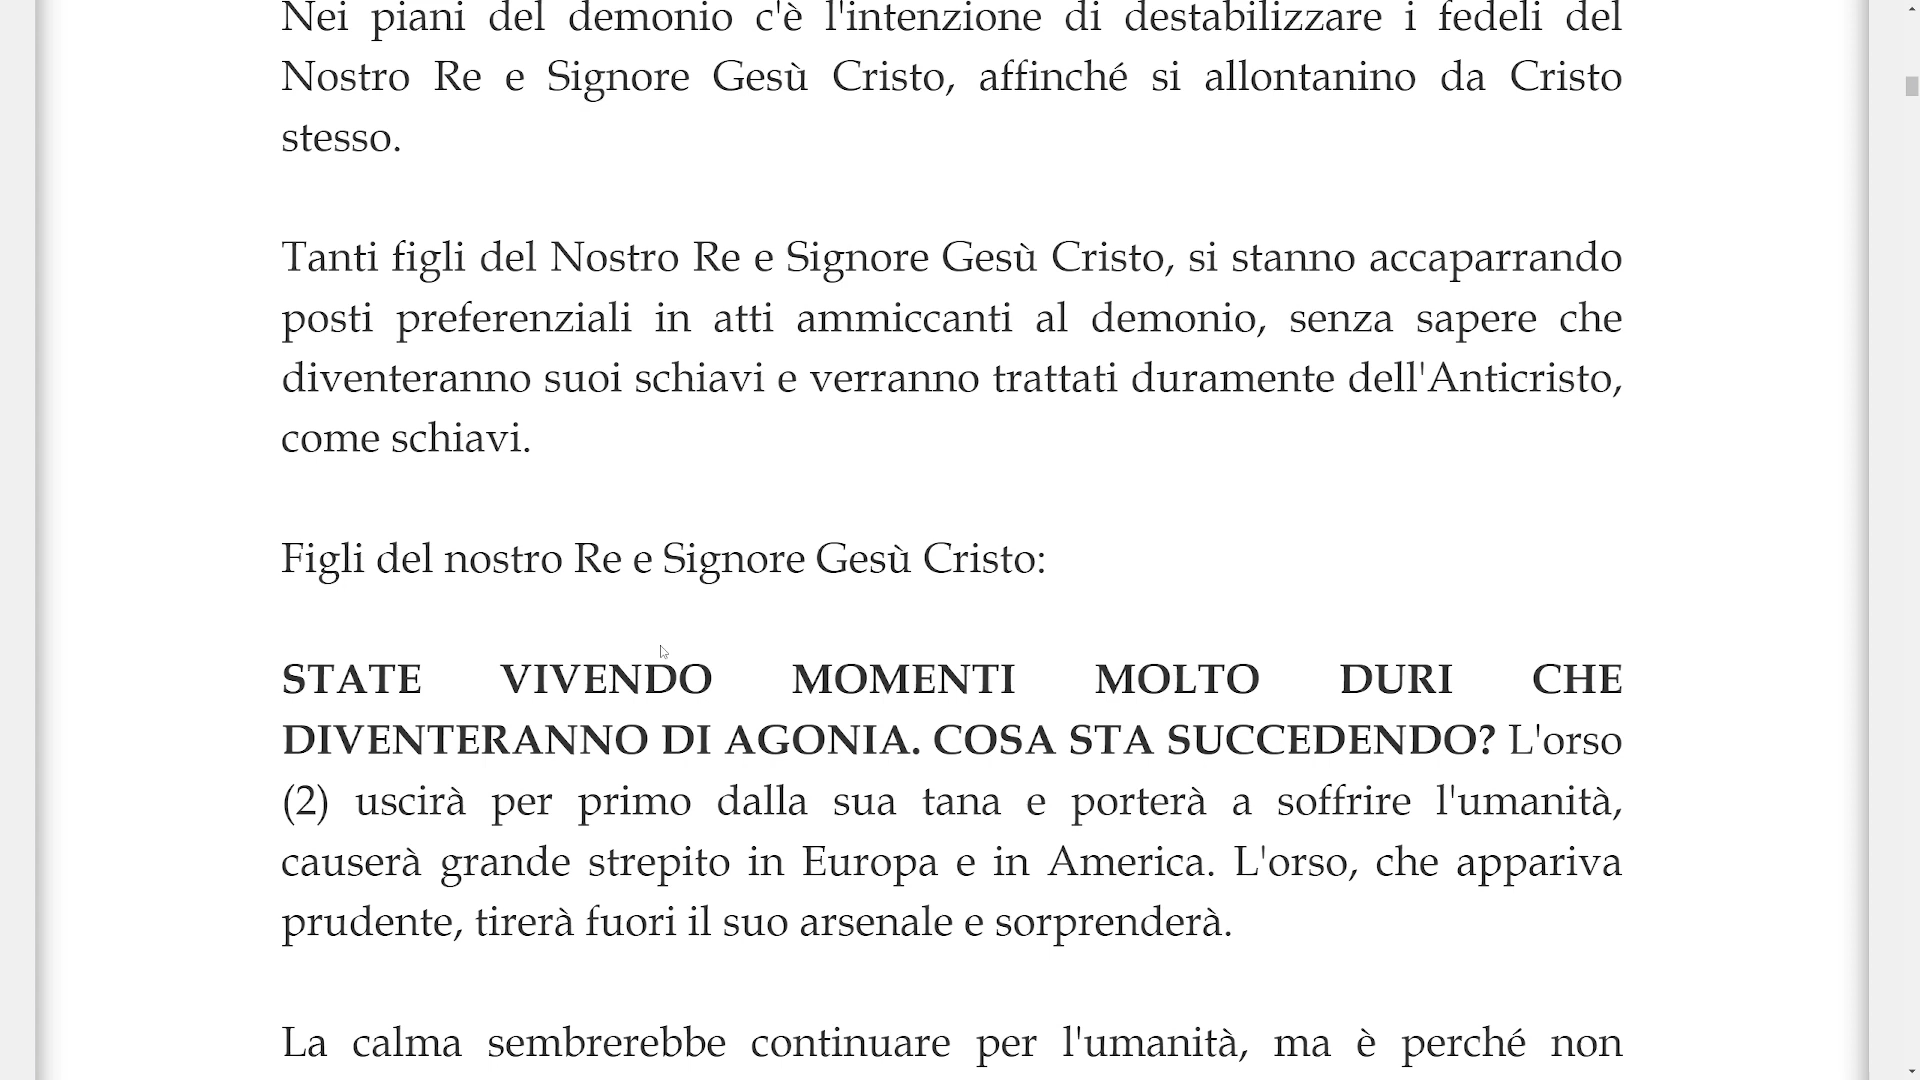 Nei piani del demonio c'è l'intenzione di destabilizzare i fedeli del
Nostro Re e Signore Gesù Cristo, affinché si allontanino da Cristo
stesso.
Tanti figli del Nostro Re e Signore Gesù Cristo, si stanno accaparrando
posti preferenziali in atti ammiccanti al demonio, senza sapere che
diventeranno suoi schiavi e verranno trattati duramente dell'Anticristo,
come schiavi.
Figli del nostro Re e Signore Gesù Cristo:
STATE VIVENDO MOMENTI MOLTO DURI CHE
DIVENTERANNO DI AGONIA. COSA STA SUCCEDENDO? L'orso
(2) uscirà per primo dalla sua tana e porterà a soffrire l'umanità,
causerà grande strepito in Europa e in America. L'orso, che appariva
prudente, tirerà fuori il suo arsenale e sorprenderà.
La calma sembrerebbe continuare per l'umanità, ma è perché non